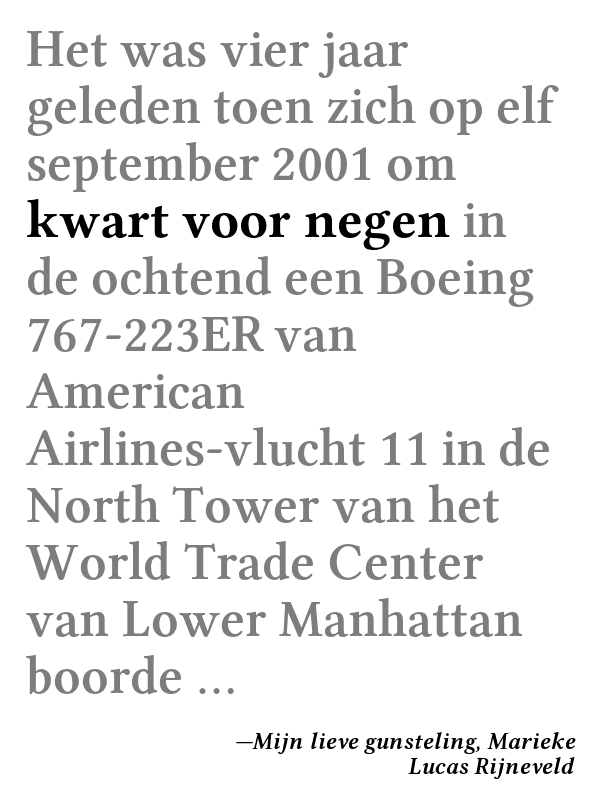 Het was vier jaar
geleden toen zich op elf
september 2001 om
kwart voor negen in
de ochtend een Boeing
767-223ER van
American
Airlines-vlucht 11 in de
North Tower van het
World Trade Center
van Lower Manhattan
boorde ...
—Mijn lieve gunsteling, Marieke
Lucas Rijneveld